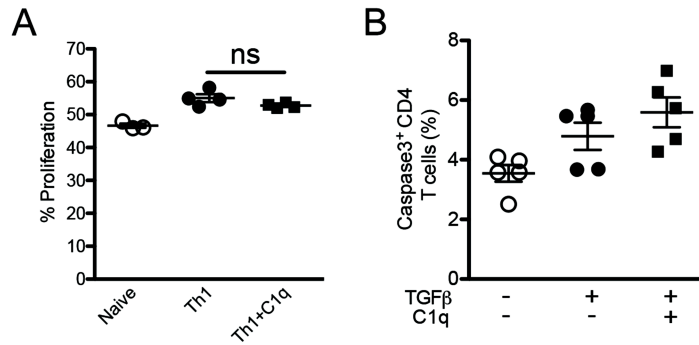 A
70
60
50
40
30
20
10
0
% Proliferation
ns
Naive
Th1
Th1+C1q
B
8
6
4
2
0
Caspase3+ CD4
T cells (%)
TGFβ - + +
C1q - - +